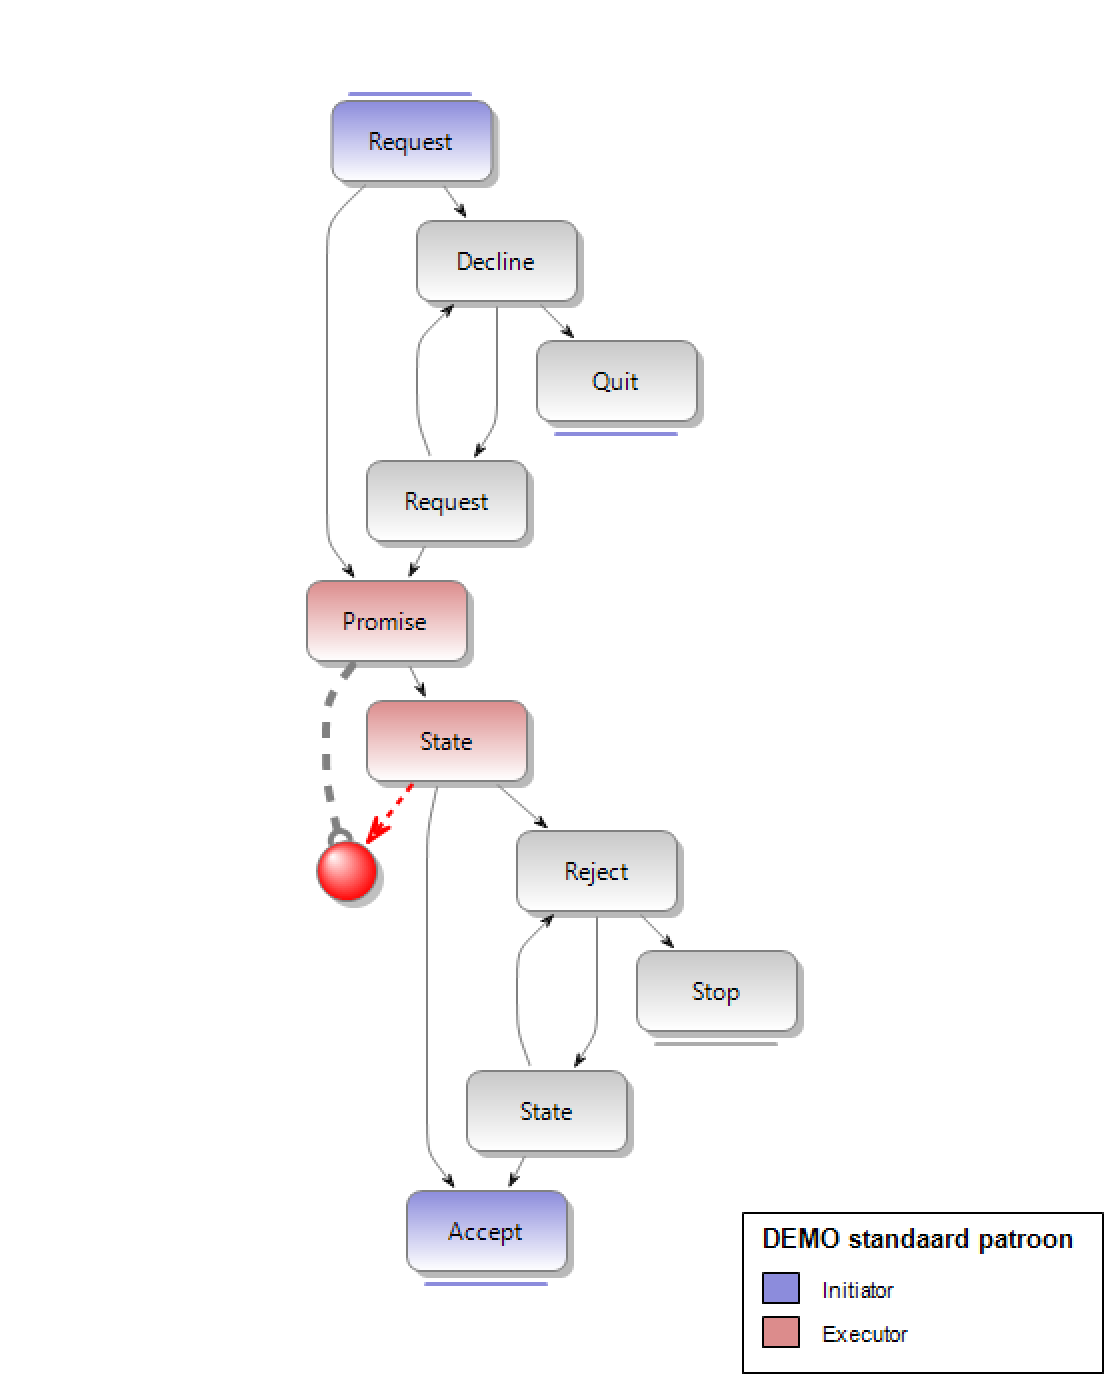 Request
Decline
Quit
Request
Promise
State
Reject
Stop
State
Accept
DEMO standaard patroon
Initiator
Executor